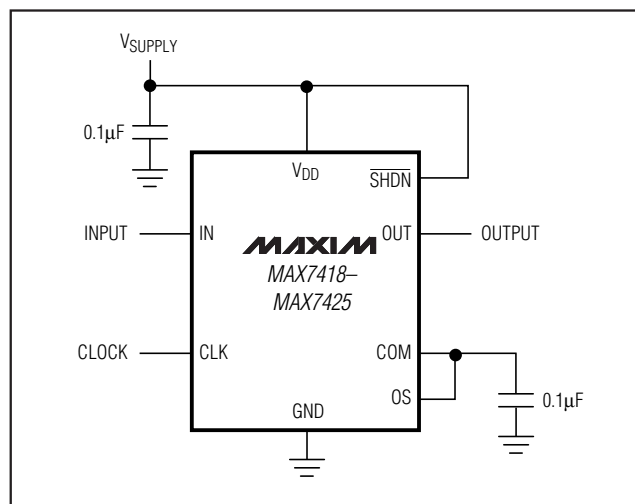 VSUPPLY
0.1µF
VDD
SHDN
INPUT
IN
MAXIM
OUT
OUTPUT
MAX7418–
MAX7425
CLOCK
CLK
COM
OS
0.1µF
GND